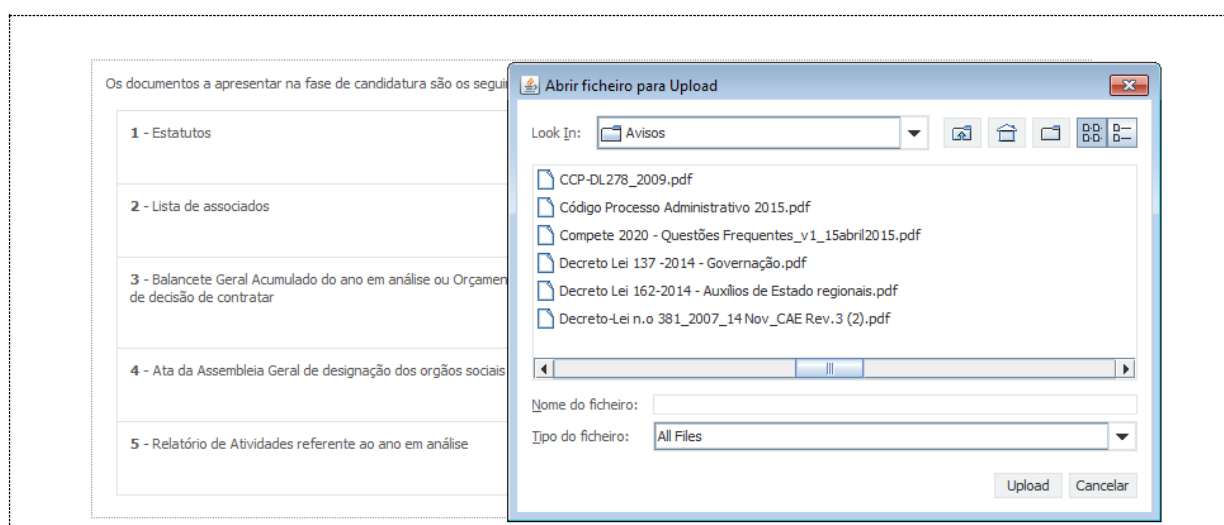 Os documentos a apresentar na fase de candidatura são os
1 - Estatutos
2 - Lista de associados
3 - Balancete Geral Acumulado do ano em análise ou
de decisão de contratar
4 - Ata da Assembleia Geral de designação dos orgãos sociais
5 - Relatório de Atividades referente ao ano em análise
Abrir ficheiro para Upload
Look In:
Avisos
CCP-DL278_2009.pdf
Código Processo Administrativo 2015.pdf
Compete 2020 - Questões Frequentes_v1_15abril2015.pdf
Decreto Lei 137 -2014 - Governação.pdf
Decreto Lei 162-2014 - Auxílios de Estado regionais.pdf
Decreto-Lei n.o 381_2007_14 Nov_CAE Rev.3 (2).pdf
Nome do ficheiro:
Tipo do ficheiro: All Files
Upload Cancelar